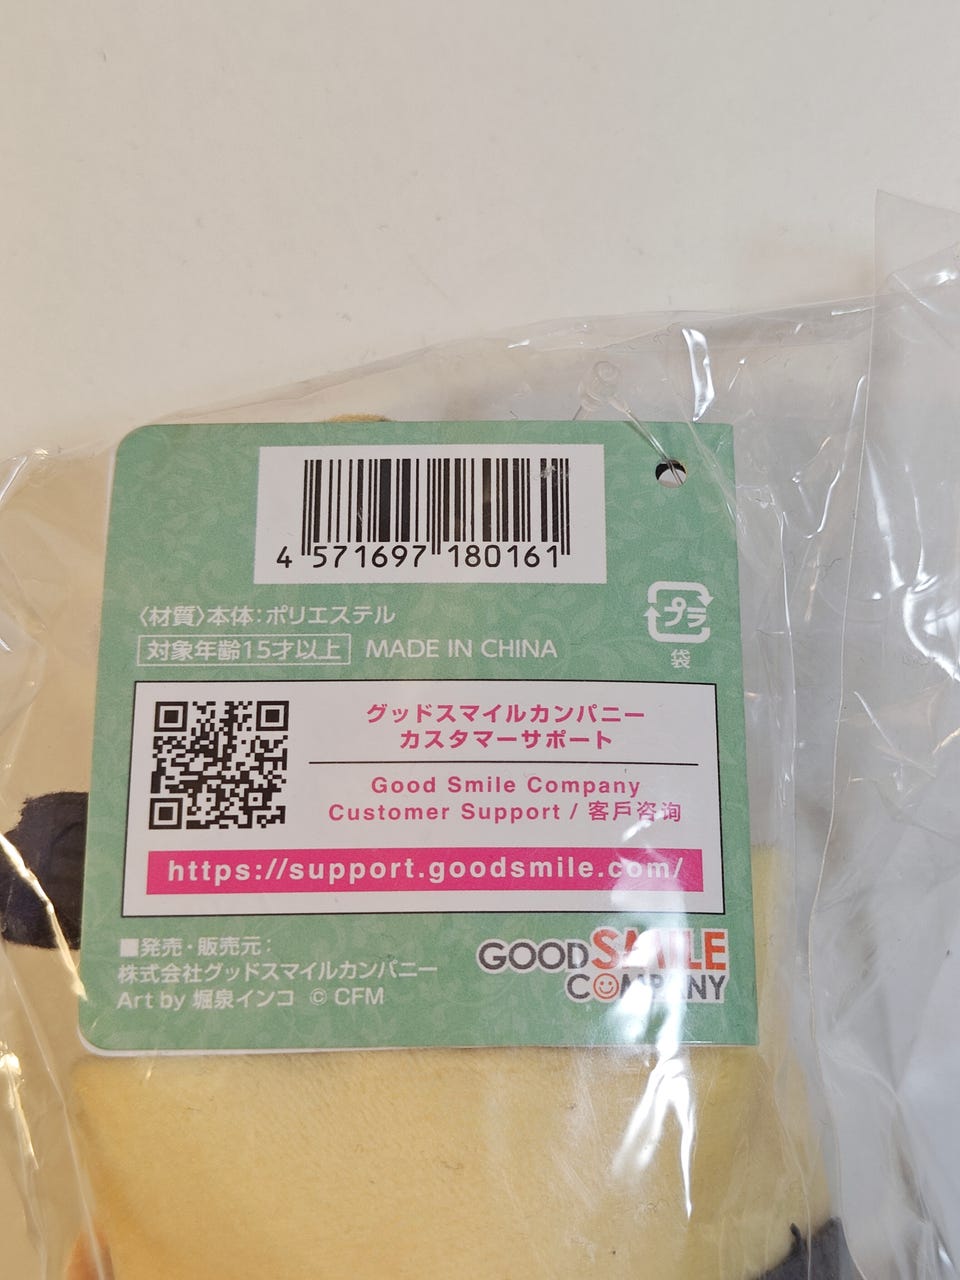 4 571697 180161
〈材質〉本体：ポリエステル
対象年齢15才以上 MADE IN CHINA
プラ
袋
グッドスマイルカンパニー
カスタマーサポート
Good Smile Company
Customer Support / 客戶咨询
https://support.goodsmile.com/
■発売・販売元：
株式会社グッドスマイルカンパニー
Art by 堀泉インコ © CFM
GOOD SMILE
COMPANY